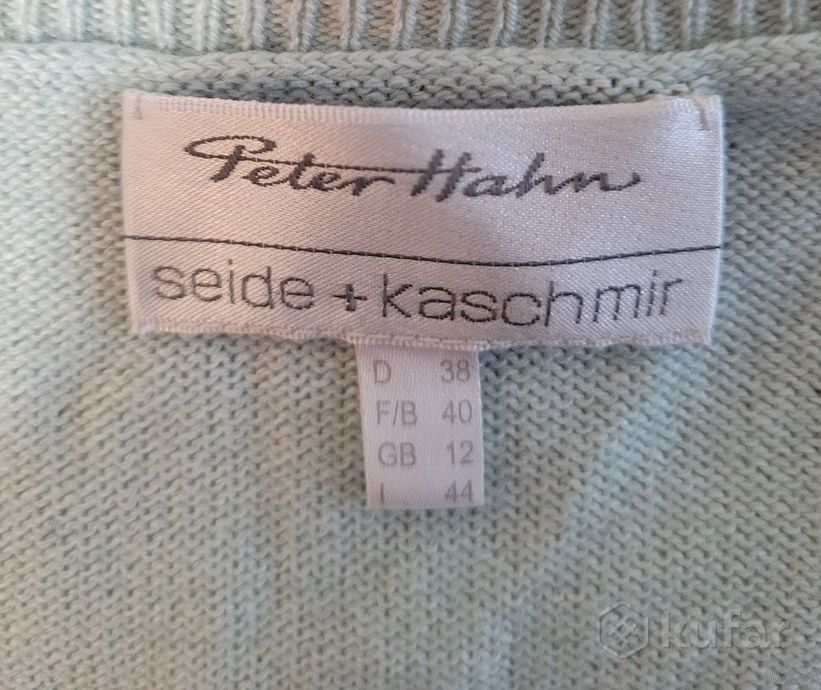 Peter Hahn
seide + kaschmir
D 38
F/B 40
GB 12
I 44
kufar